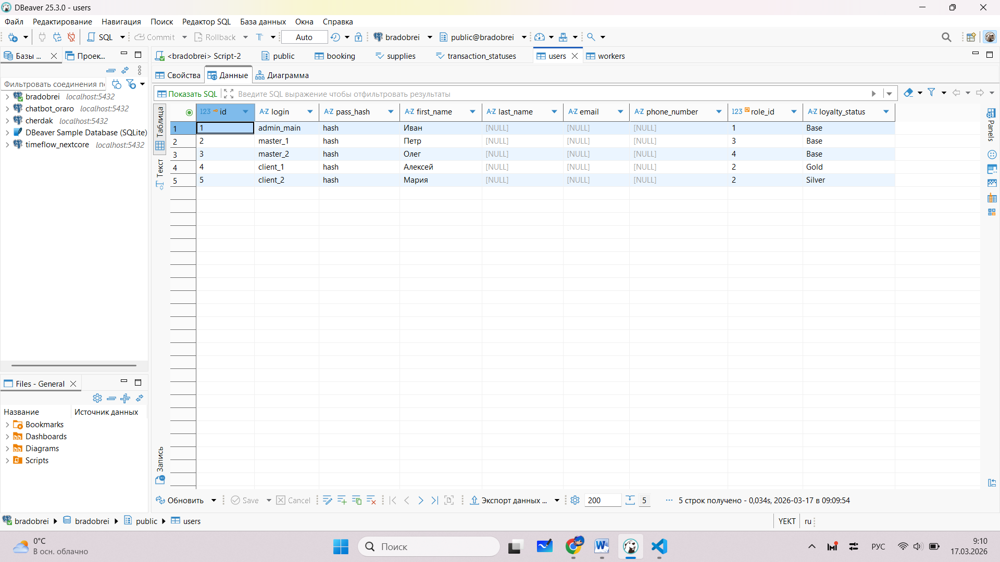 DBeaver 25.3.0 - users
Файл Редактирование Навигация Поиск Редактор SQL База данных Окна Справка
SQL Commit Rollback Auto bradobrei public@bradobrei
Базы ... Проек...
<bradobrei> Script-2 public booking supplies transaction_statuses users workers
Свойства Данные Диаграмма
Фильтровать соединения по
Показать SQL Введите SQL выражение чтобы отфильтровать результаты
bradobrei localhost:5432
chatbot_oraro localhost:5432
cherdak localhost:5432
DBeaver Sample Database (SQLite)
timeflow_nextcore localhost:5432
Таблица
Текст
Запись
Panels
123 id A-Z login A-Z pass_hash A-Z first_name A-Z last_name A-Z email A-Z phone_number 123 role_id A-Z loyalty_status
1 1 admin_main hash Иван [NULL] [NULL] [NULL] 1 Base
2 2 master_1 hash Петр [NULL] [NULL] [NULL] 3 Base
3 3 master_2 hash Олег [NULL] [NULL] [NULL] 4 Base
4 4 client_1 hash Алексей [NULL] [NULL] [NULL] 2 Gold
5 5 client_2 hash Мария [NULL] [NULL] [NULL] 2 Silver
Files - General
Название Источник данных
Bookmarks
Dashboards
Diagrams
Scripts
Обновить Save Cancel Экспорт данных ... 200 5 5 строк получено - 0,034s, 2026-03-17 в 09:09:54
bradobrei bradobrei public users YEKT ru
0°C
В осн. облачно
Поиск
РУС
9:10
17.03.2026